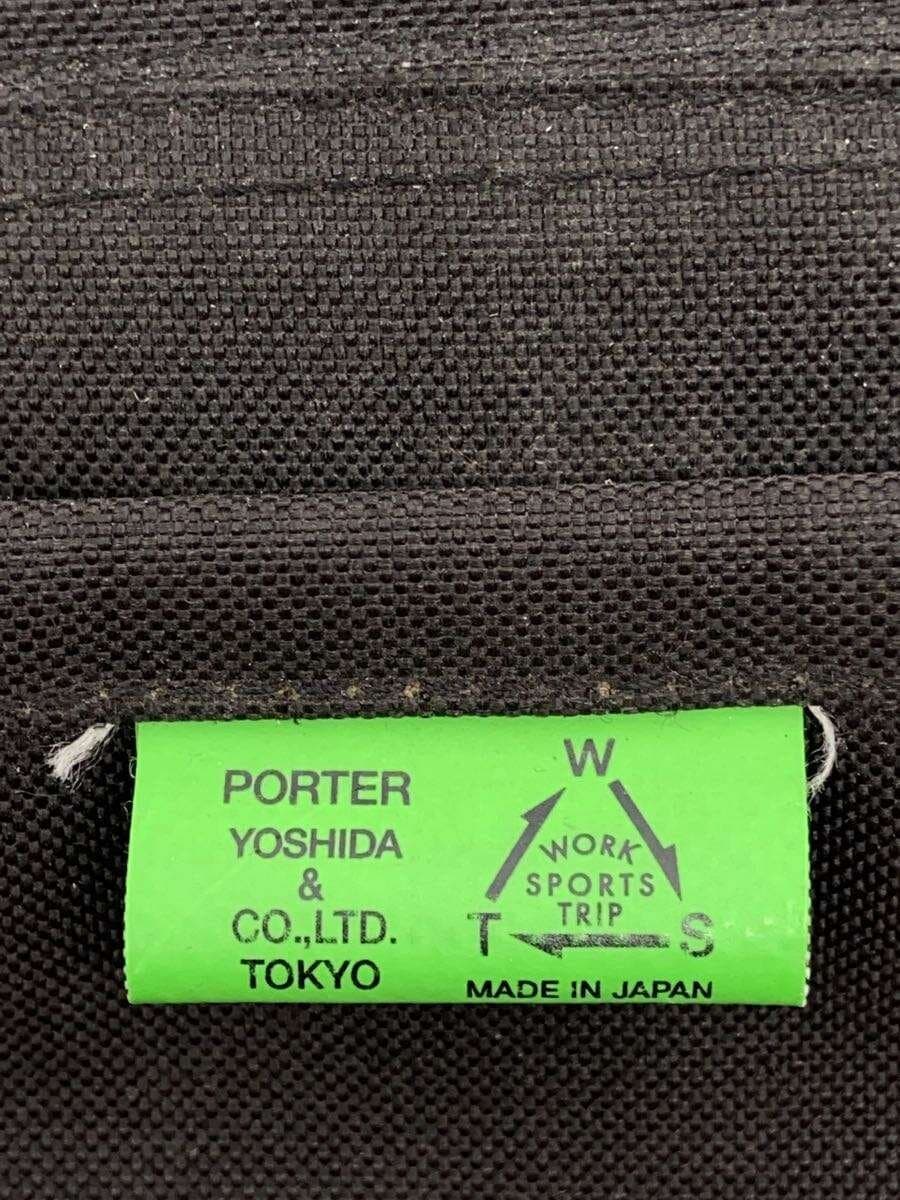 PORTER
YOSHIDA
&
CO.,LTD.
TOKYO
W
WORK
SPORTS
TRIP
T S
MADE IN JAPAN